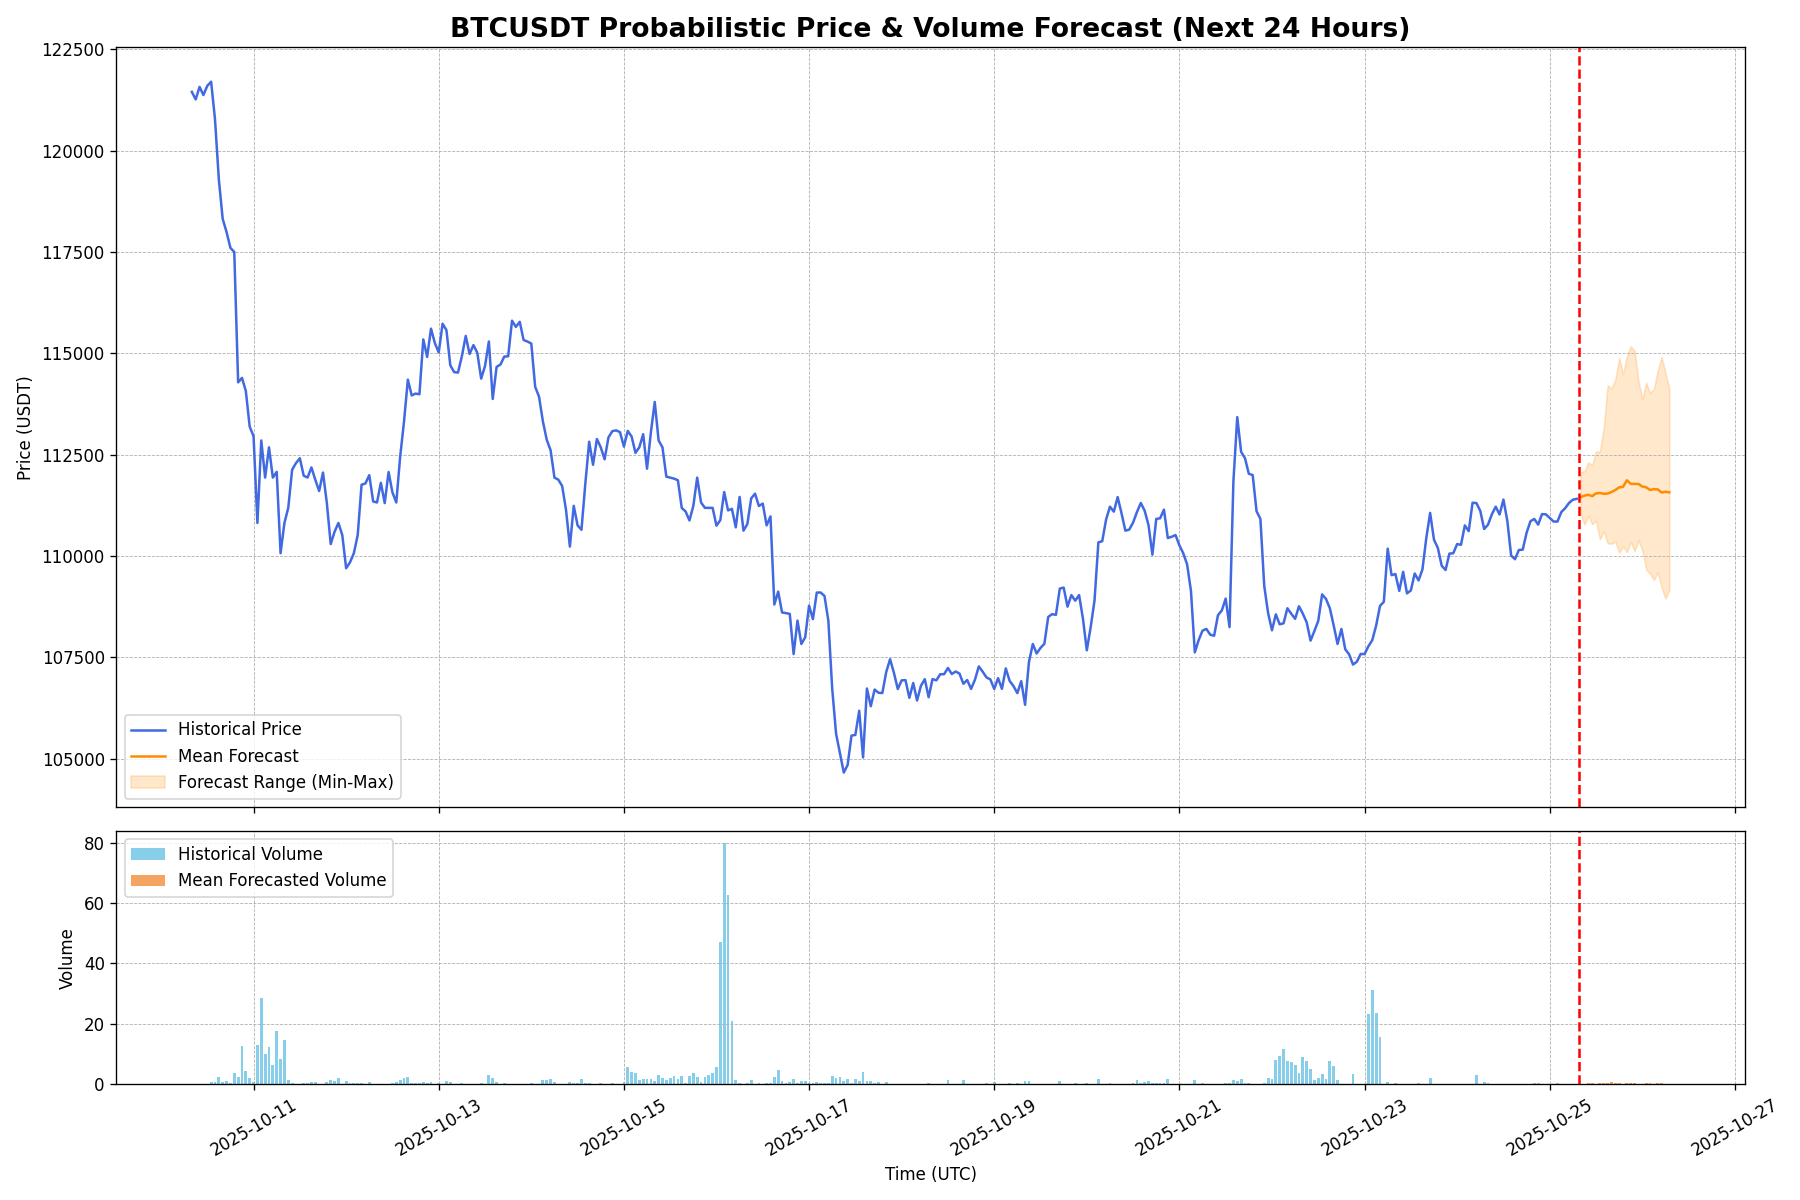 BTCUSDT Probabilistic Price & Volume Forecast (Next 24 Hours)
122500
120000
117500
115000
112500
110000
107500
105000
Price (USDT)
Historical Price
Mean Forecast
Forecast Range (Min-Max)
80
60
40
20
0
Volume
Historical Volume
Mean Forecasted Volume
2025-10-11
2025-10-13
2025-10-15
2025-10-17
2025-10-19
2025-10-21
2025-10-23
2025-10-25
2025-10-27
Time (UTC)